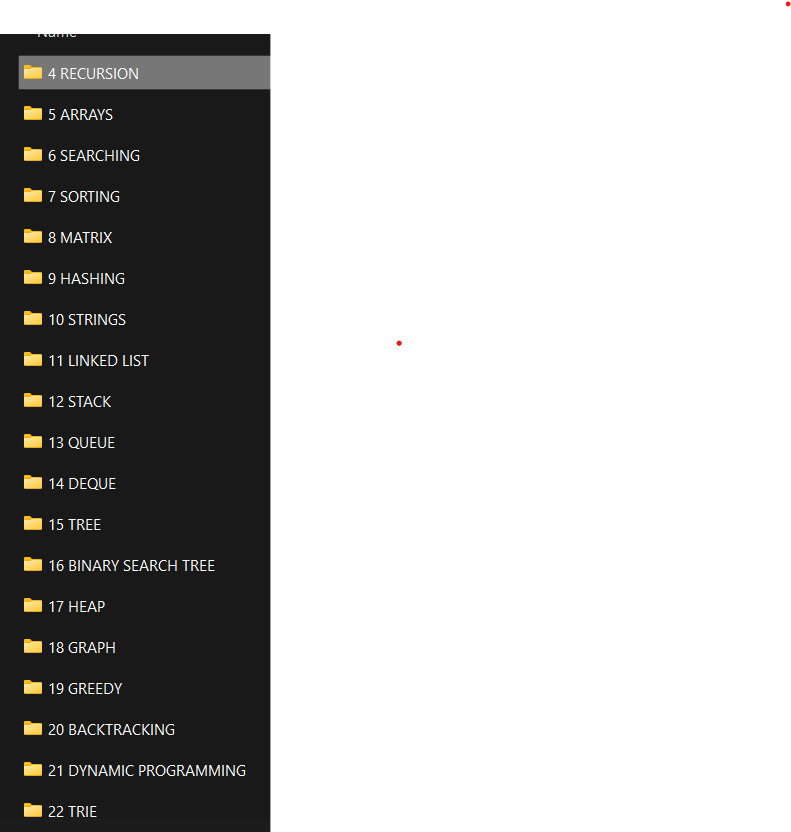 Name
4 RECURSION
5 ARRAYS
6 SEARCHING
7 SORTING
8 MATRIX
9 HASHING
10 STRINGS
11 LINKED LIST
12 STACK
13 QUEUE
14 DEQUE
15 TREE
16 BINARY SEARCH TREE
17 HEAP
18 GRAPH
19 GREEDY
20 BACKTRACKING
21 DYNAMIC PROGRAMMING
22 TRIE